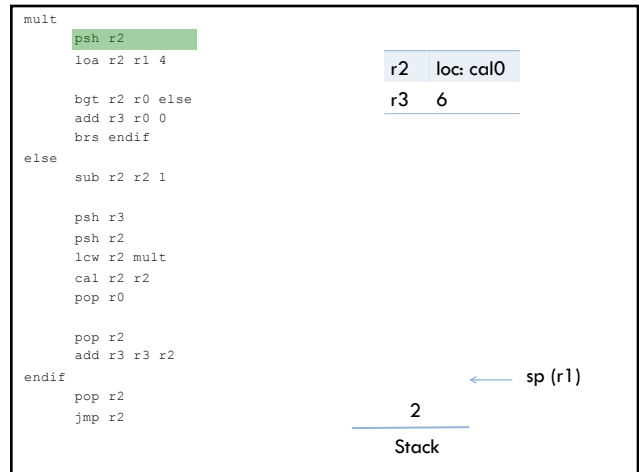 mult
psh r2
loa r2 r1 4
bgt r2 r0 else
add r3 r0 0
brs endif
else
sub r2 r2 1
psh r3
psh r2
lcw r2 mult
cal r2 r2
pop r0
pop r2
add r3 r3 r2
endif
pop r2
jmp r2
r2 loc: cal0
r3 6
sp (r1)
2
Stack